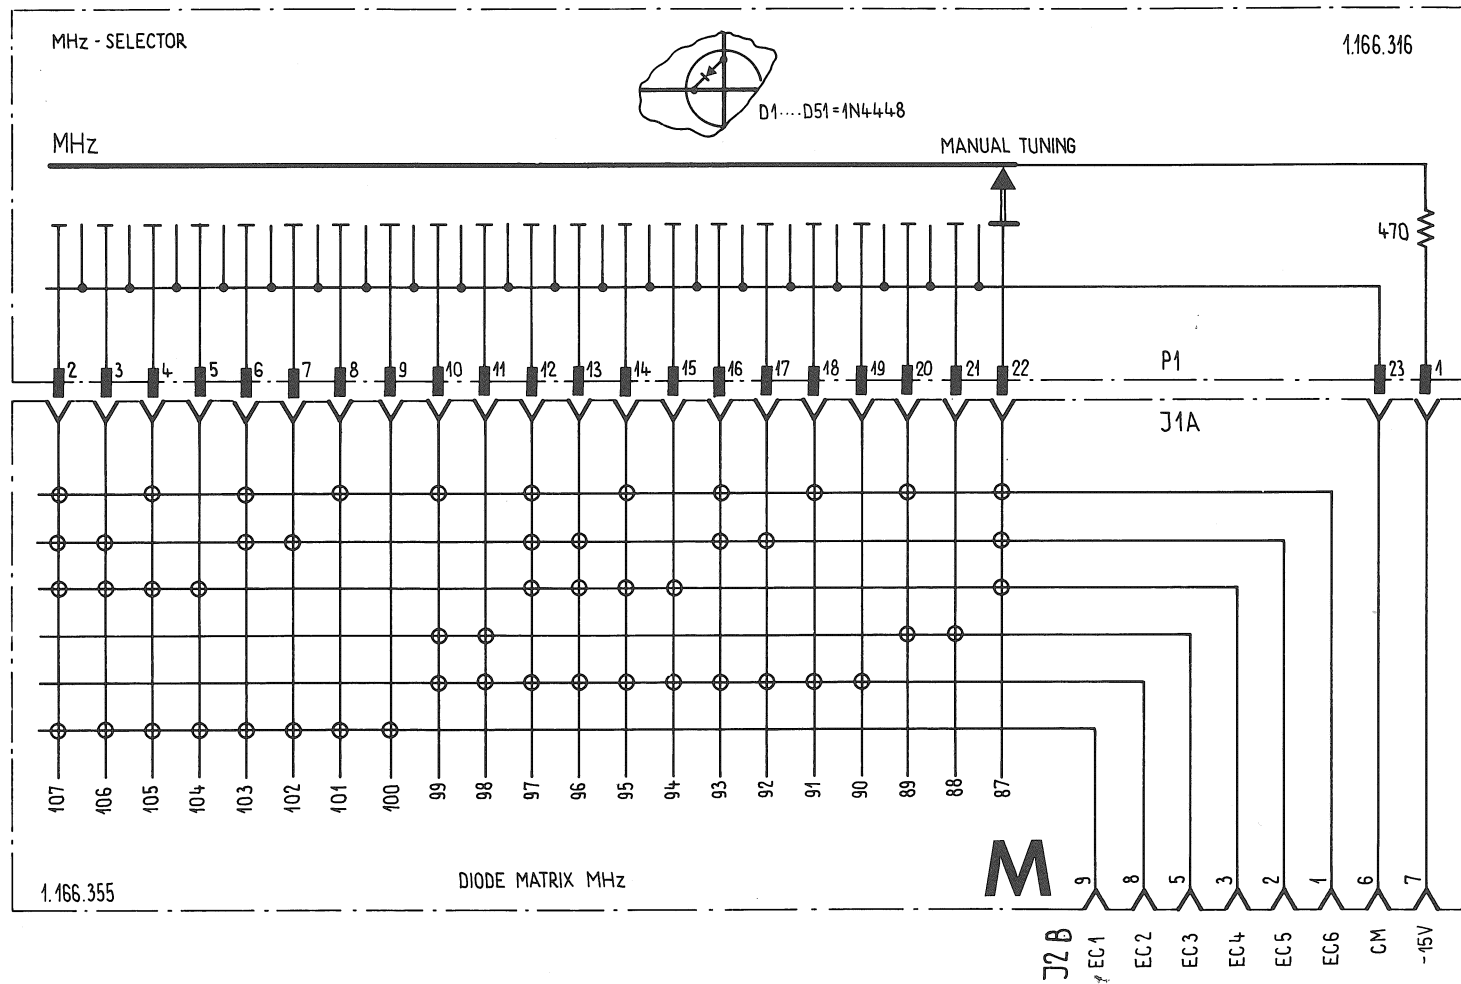 MHz - SELECTOR
1.166.316
D1....D51=1N4448
MHz
MANUAL TUNING
470
2 3 4 5 6 7 8 9 10 11 12 13 14 15 16 17 18 19 20 21 22
P1
23 1
J1A
107 106 105 104 103 102 101 100 99 98 97 96 95 94 93 92 91 90 89 88 87
M
DIODE MATRIX MHz
1.166.355
9 8 5 3 2 1 6 7
J2B
EC1 EC2 EC3 EC4 EC5 EC6 CM -15V